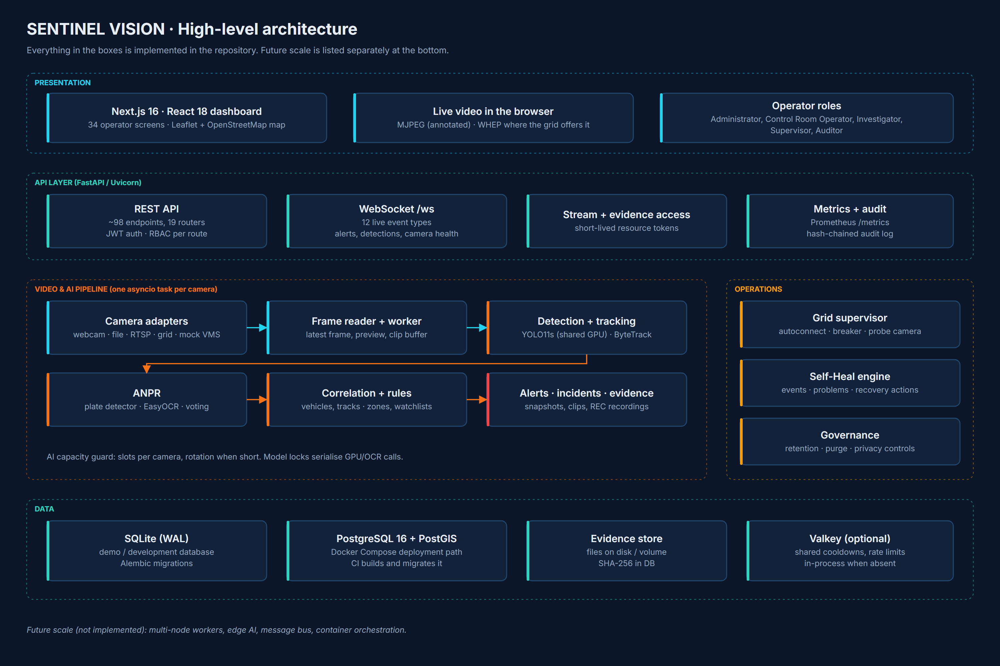 SENTINEL VISION · High-level architecture
Everything in the boxes is implemented in the repository. Future scale is listed separately at the bottom.
PRESENTATION
Next.js 16 · React 18 dashboard
34 operator screens · Leaflet + OpenStreetMap map
Live video in the browser
MJPEG (annotated) · WHEP where the grid offers it
Operator roles
Administrator, Control Room Operator, Investigator,
Supervisor, Auditor
API LAYER (FastAPI / Uvicorn)
REST API
~98 endpoints, 19 routers
JWT auth · RBAC per route
WebSocket /ws
12 live event types
alerts, detections, camera health
Stream + evidence access
short-lived resource tokens
Metrics + audit
Prometheus /metrics
hash-chained audit log
VIDEO & AI PIPELINE (one asyncio task per camera)
Camera adapters
webcam · file · RTSP · grid · mock VMS
Frame reader + worker
latest frame, preview, clip buffer
Detection + tracking
YOLO11s (shared GPU) · ByteTrack
ANPR
plate detector · EasyOCR · voting
Correlation + rules
vehicles, tracks · zones, watchlists
Alerts · incidents · evidence
snapshots, clips, REC recordings
AI capacity guard: slots per camera, rotation when short. Model locks serialise GPU/OCR calls.
OPERATIONS
Grid supervisor
autoconnect · breaker · probe camera
Self-Heal engine
events · problems · recovery actions
Governance
retention · purge · privacy controls
DATA
SQLite (WAL)
demo / development database
Alembic migrations
PostgreSQL 16 + PostGIS
Docker Compose deployment path
CI builds and migrates it
Evidence store
files on disk / volume
SHA-256 in DB
Valkey (optional)
shared cooldowns, rate limits
in-process when absent
Future scale (not implemented): multi-node workers, edge AI, message bus, container orchestration.